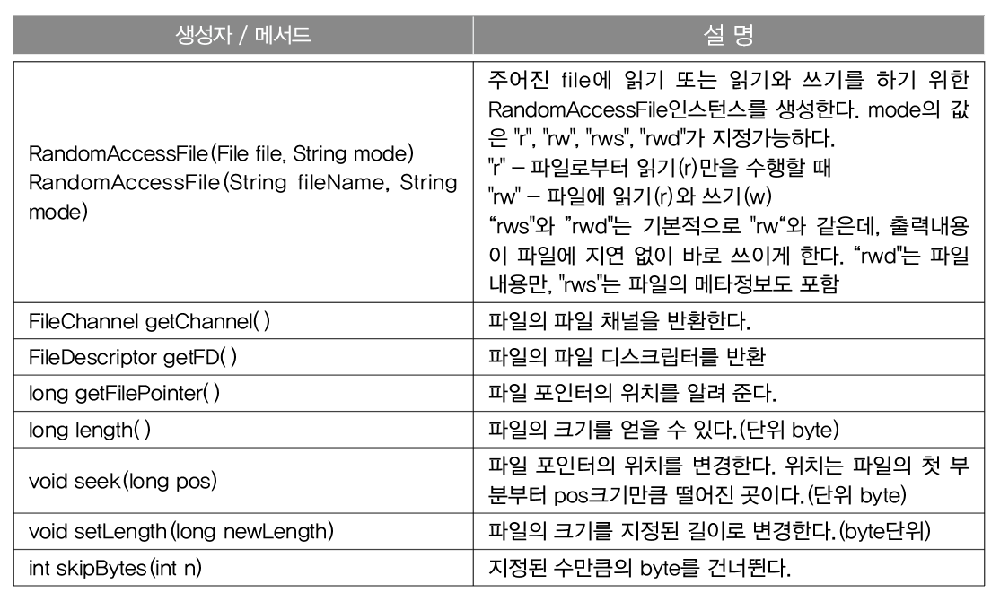 생성자 / 메서드
설 명
RandomAccessFile(File file, String mode)
RandomAccessFile(String fileName, String
mode)
주어진 file에 읽기 또는 읽기와 쓰기를 하기 위한
RandomAccessFile인스턴스를 생성한다. mode의 값
은 "r", "rw", "rws", "rwd"가 지정가능하다.
"r" – 파일로부터 읽기(r)만을 수행할 때
"rw" – 파일에 읽기(r)와 쓰기(w)
“rws"와 ”rwd"는 기본적으로 "rw“와 같은데, 출력내용
이 파일에 지연 없이 바로 쓰이게 한다. “rwd"는 파일
내용만, "rws"는 파일의 메타정보도 포함
FileChannel getChannel( )
파일의 파일 채널을 반환한다.
FileDescriptor getFD( )
파일의 파일 디스크립터를 반환
long getFilePointer( )
파일 포인터의 위치를 알려 준다.
long length( )
파일의 크기를 얻을 수 있다.(단위 byte)
void seek(long pos)
파일 포인터의 위치를 변경한다. 위치는 파일의 첫 부
분부터 pos크기만큼 떨어진 곳이다.(단위 byte)
void setLength(long newLength)
파일의 크기를 지정된 길이로 변경한다.(byte단위)
int skipBytes(int n)
지정된 수만큼의 byte를 건너뛴다.